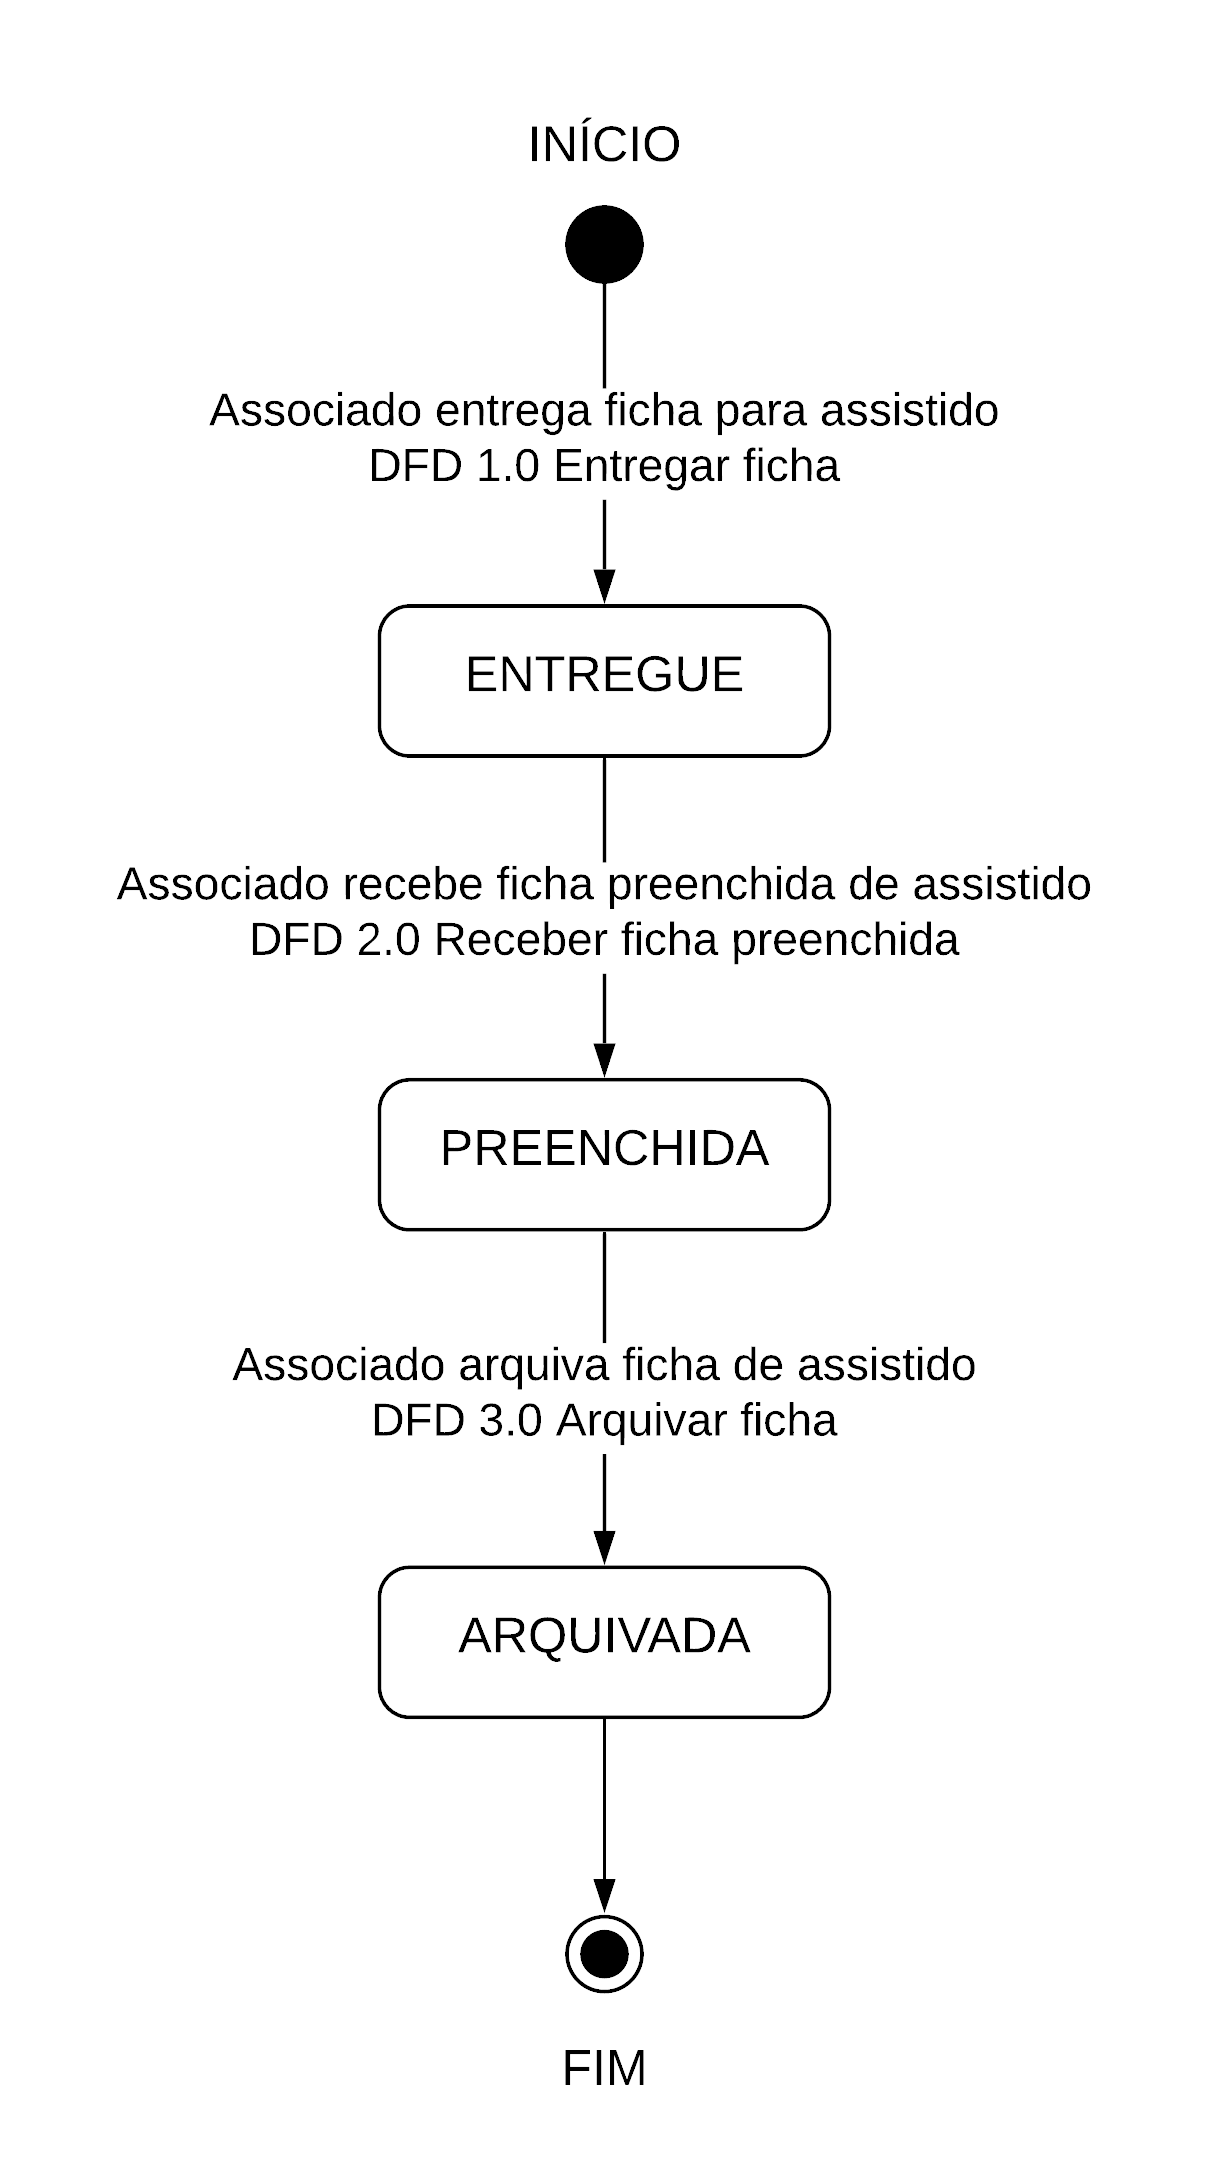 INÍCIO
Associado entrega ficha para assistido
DFD 1.0 Entregar ficha
ENTREGUE
Associado recebe ficha preenchida de assistido
DFD 2.0 Receber ficha preenchida
PREENCHIDA
Associado arquiva ficha de assistido
DFD 3.0 Arquivar ficha
ARQUIVADA
FIM